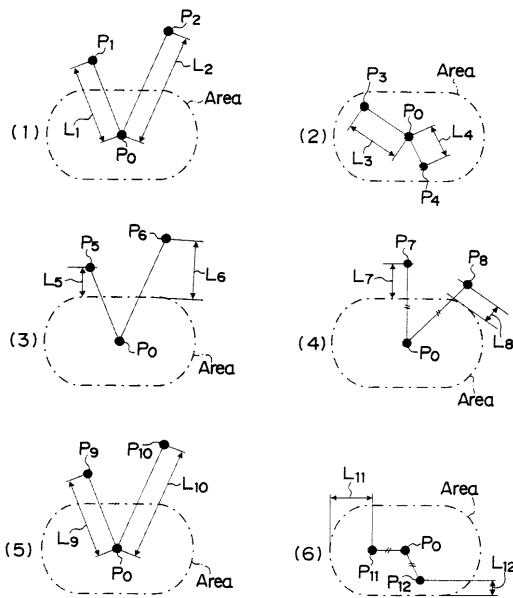 (1)
P1
P2
L1
L2
P0
Area
(2)
Area
P3
P0
L3
L4
P4
(3)
P5
P6
L5
L6
P0
Area
(4)
P7
P8
L7
L8
P0
Area
(5)
P9
P10
L9
L10
P0
Area
(6)
L11
Area
P0
P11
P12
L12